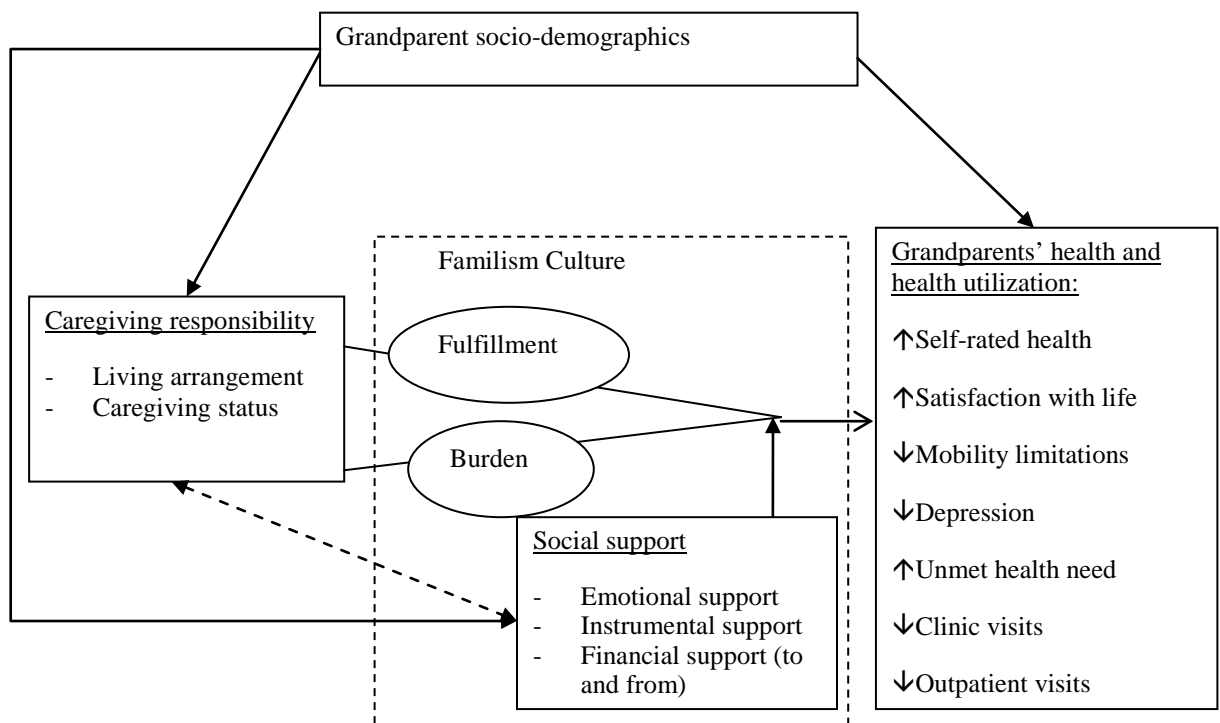 Grandparent socio-demographics
Familism Culture
Caregiving responsibility
- Living arrangement
- Caregiving status
Fulfillment
Burden
Social support
- Emotional support
- Instrumental support
- Financial support (to
and from)
Grandparents’ health and
health utilization:
↑Self-rated health
↑Satisfaction with life
↓Mobility limitations
↓Depression
↑Unmet health need
↓Clinic visits
↓Outpatient visits